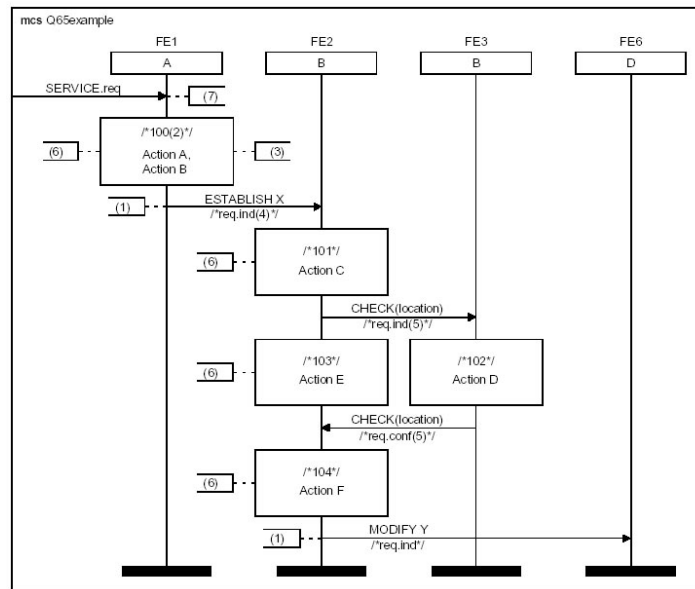 mcs Q65example
FE1 FE2 FE3 FE6
A B B D
SERVICE.req
(7)
/*100(2)*/
(6) Action A, (3)
Action B
(1) ESTABLISH X
/*req.ind(4)*/
/*101*/
(6) Action C
CHECK(location)
/*req.ind(5)*/
/*103*/ /*102*/
(6) Action E Action D
CHECK(location)
/*req.conf(5)*/
/*104*/
(6) Action F
(1) MODIFY Y
/*req.ind*/